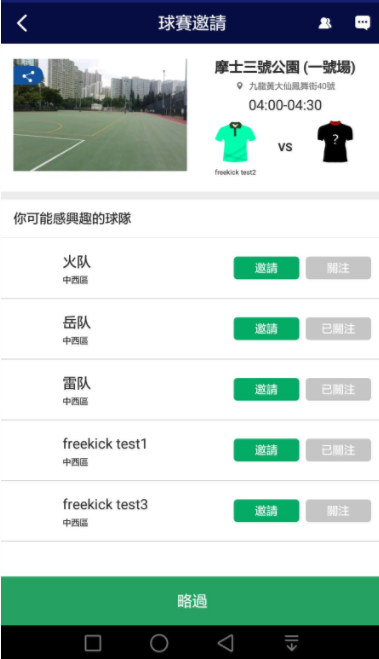 球賽邀請
摩士三號公園 (一號場)
九龍黃大仙鳳舞街40號
04:00-04:30
?
vs
freekick test2
你可能感興趣的球隊
火队
中西區
邀請
關注
岳队
中西區
邀請
已關注
雷队
中西區
邀請
已關注
freekick test1
中西區
邀請
已關注
freekick test3
中西區
邀請
關注
略過